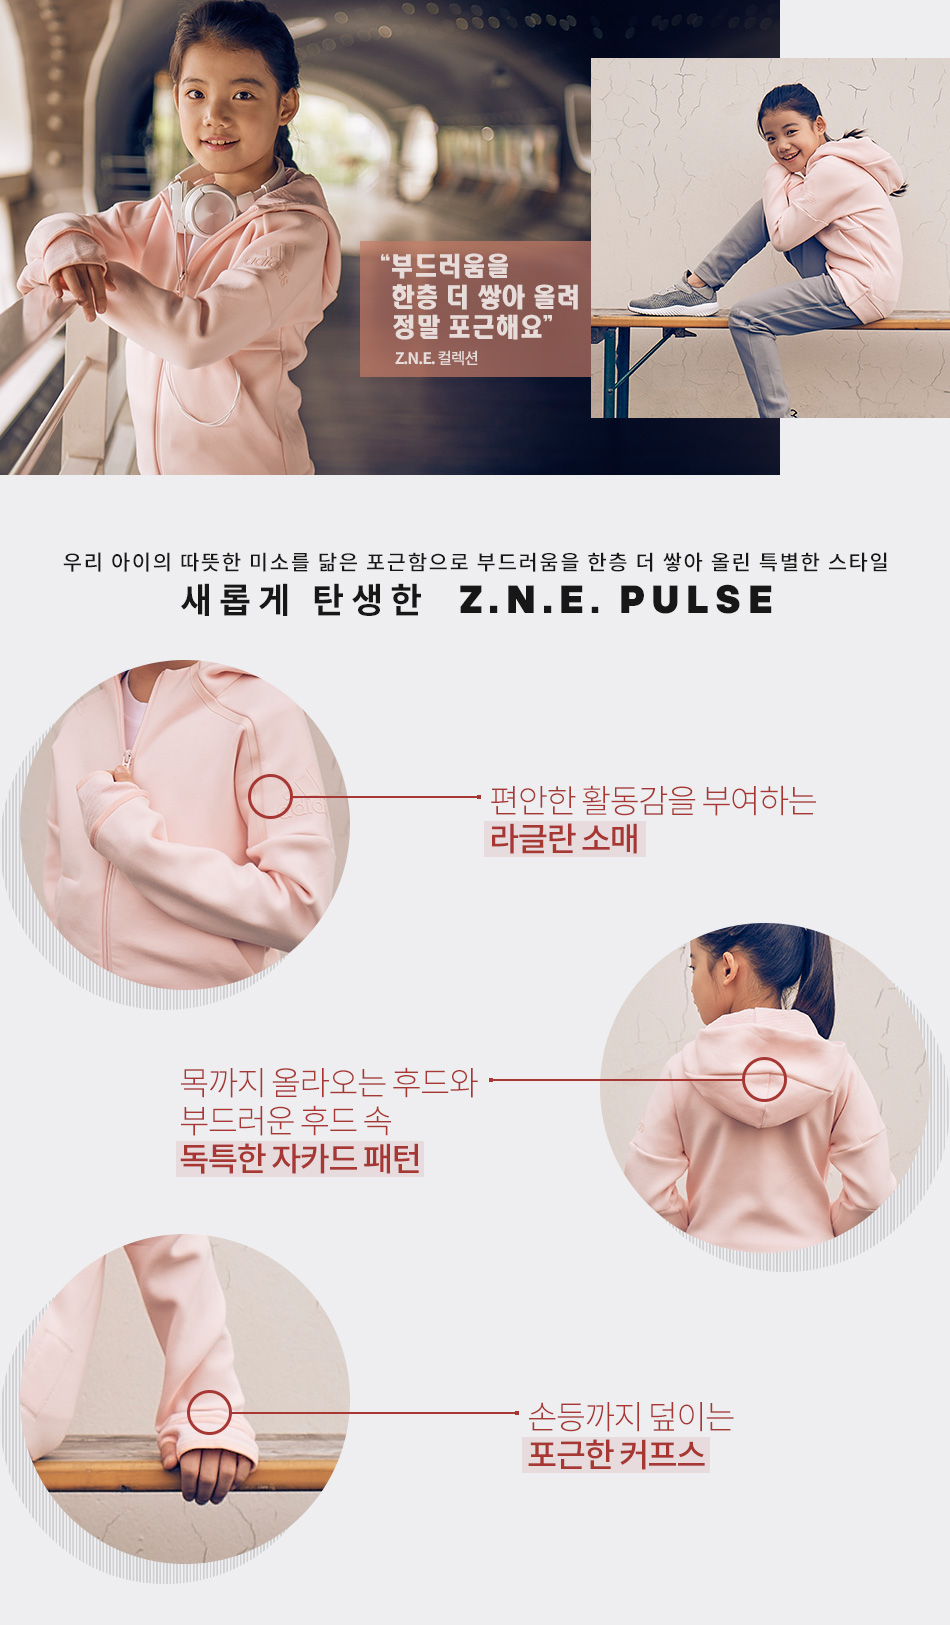 “부드러움을
한층 더 쌓아 올려
정말 포근해요”
Z.N.E. 컬렉션
우리 아이의 따뜻한 미소를 닮은 포근함으로 부드러움을 한층 더 쌓아 올린 특별한 스타일
새롭게 탄생한 Z.N.E. PULSE
편안한 활동감을 부여하는
라글란 소매
목까지 올라오는 후드와
부드러운 후드 속
독특한 자카드 패턴
손등까지 덮이는
포근한 커프스